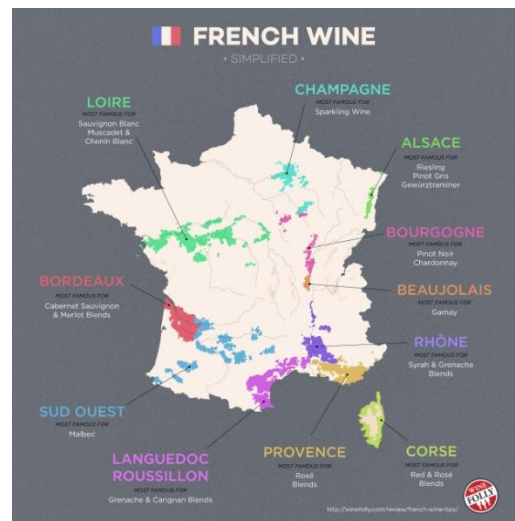 FRENCH WINE
• SIMPLIFIED •
CHAMPAGNE
MOST FAMOUS FOR
Sparkling Wine
LOIRE
MOST FAMOUS FOR
Sauvignon Blanc
Muscadet &
Chenin Blanc
ALSACE
MOST FAMOUS FOR
Riesling
Pinot Gris
Gewürztraminer
BOURGOGNE
MOST FAMOUS FOR
Pinot Noir
Chardonnay
BORDEAUX
MOST FAMOUS FOR
Cabernet Sauvignon
& Merlot Blends
BEAUJOLAIS
MOST FAMOUS FOR
Gamay
RHÔNE
MOST FAMOUS FOR
Syrah & Grenache
Blends
SUD OUEST
MOST FAMOUS FOR
Malbec
LANGUEDOC
ROUSSILLON
MOST FAMOUS FOR
Grenache & Carignan Blends
PROVENCE
MOST FAMOUS FOR
Rosé
Blends
CORSE
MOST FAMOUS FOR
Red & Rosé
Blends
http://winefolly.com/review/french-wine-tips/
WINE
FOLLY